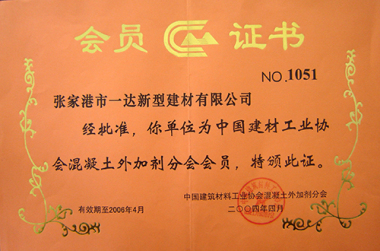 会员 证书
NO.1051
张家港市一达新型建材有限公司
经批准，你单位为中国建材工业协
会混凝土外加剂分会会员，特颁此证。
中国建筑材料工业协会混凝土外加剂分会
有效期至2006年4月 二〇〇四年四月